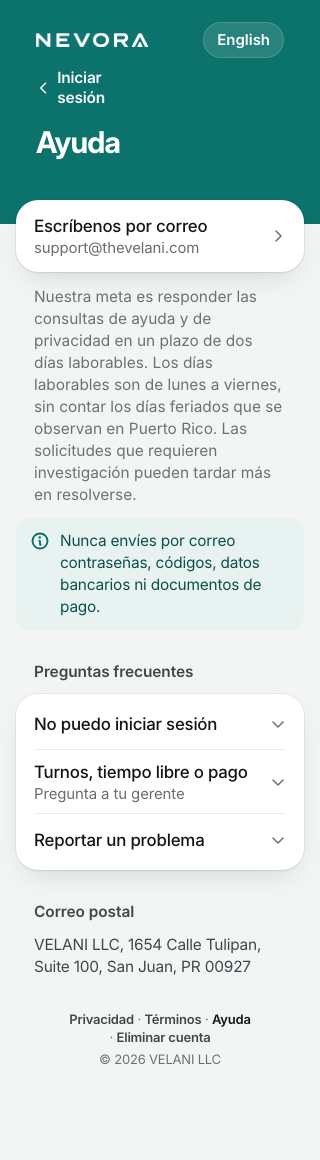 NEVORA
English
Iniciar
sesión
Ayuda
Escríbenos por correo
support@thevelani.com
Nuestra meta es responder las
consultas de ayuda y de
privacidad en un plazo de dos
días laborables. Los días
laborables son de lunes a viernes,
sin contar los días feriados que se
observan en Puerto Rico. Las
solicitudes que requieren
investigación pueden tardar más
en resolverse.
Nunca envíes por correo
contraseñas, códigos, datos
bancarios ni documentos de
pago.
Preguntas frecuentes
No puedo iniciar sesión
Turnos, tiempo libre o pago
Pregunta a tu gerente
Reportar un problema
Correo postal
VELANI LLC, 1654 Calle Tulipan,
Suite 100, San Juan, PR 00927
Privacidad · Términos · Ayuda
· Eliminar cuenta
© 2026 VELANI LLC